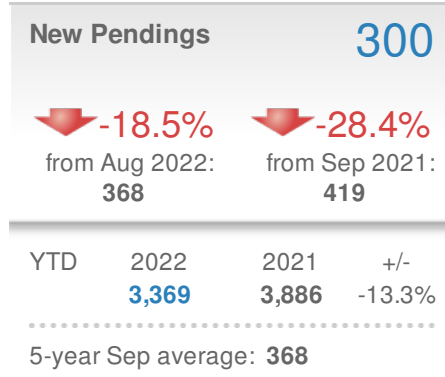 New Pendings 300
-18.5% -28.4%
from Aug 2022: from Sep 2021:
368 419
YTD 2022 2021 +/-
3,369 3,886 -13.3%
5-year Sep average: 368